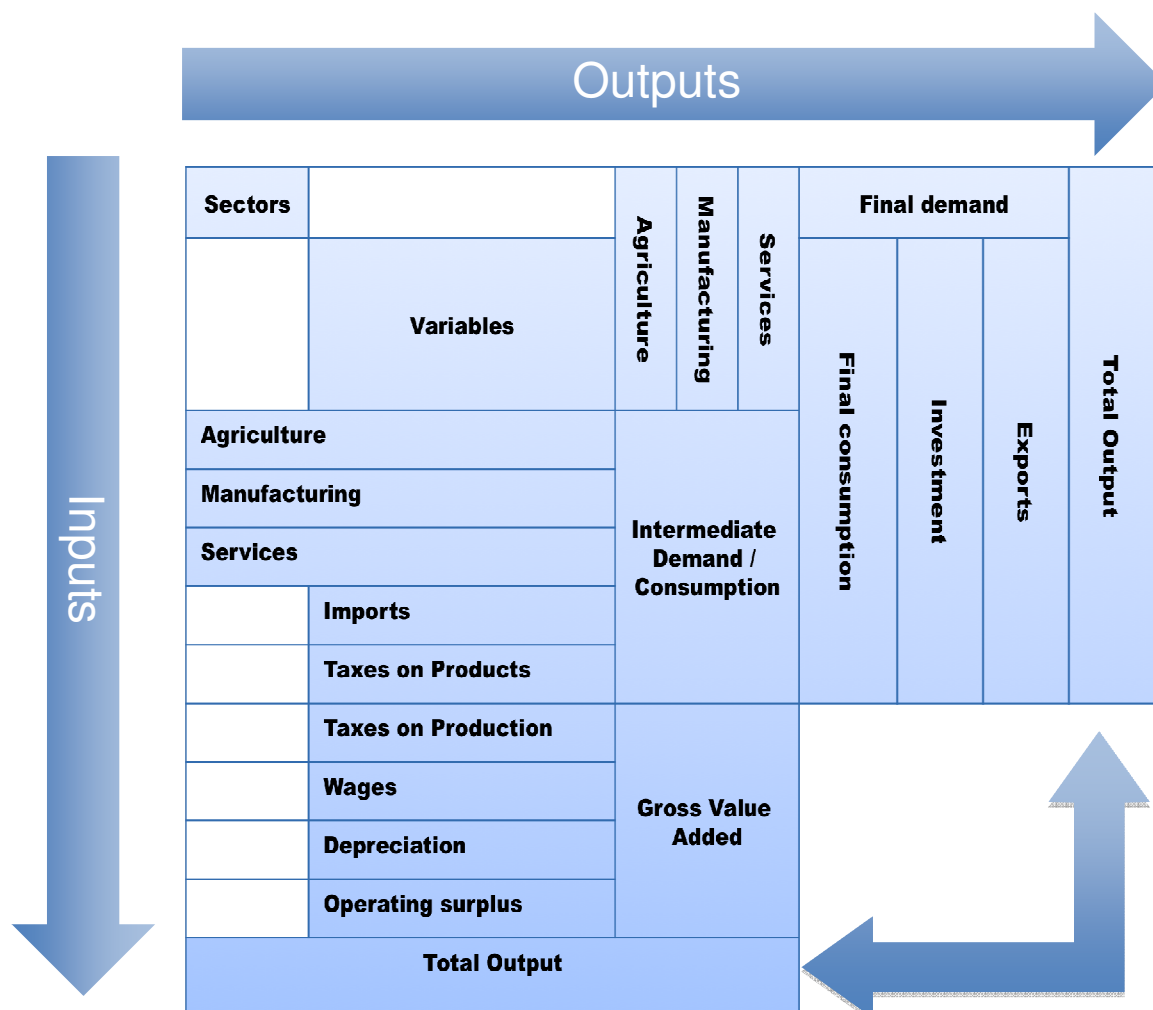 Outputs
Inputs
Sectors
Variables
Agriculture
Manufacturing
Services
Final demand
Final consumption
Investment
Exports
Total Output
Agriculture
Manufacturing
Services
Imports
Taxes on Products
Intermediate
Demand /
Consumption
Taxes on Production
Wages
Depreciation
Operating surplus
Gross Value
Added
Total Output